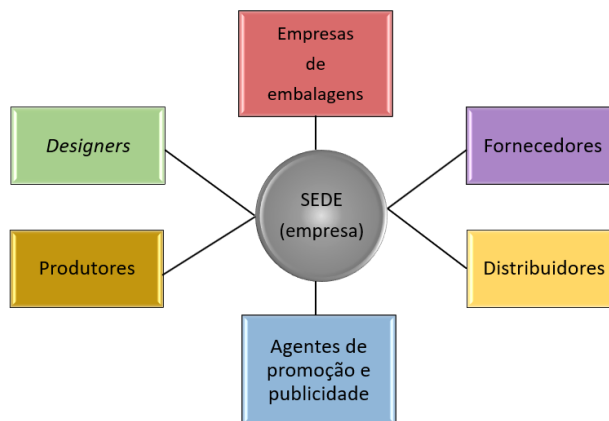 Empresas
de
embalagens
Designers
Fornecedores
SEDE
(empresa)
Produtores
Distribuidores
Agentes de
promoção e
publicidade